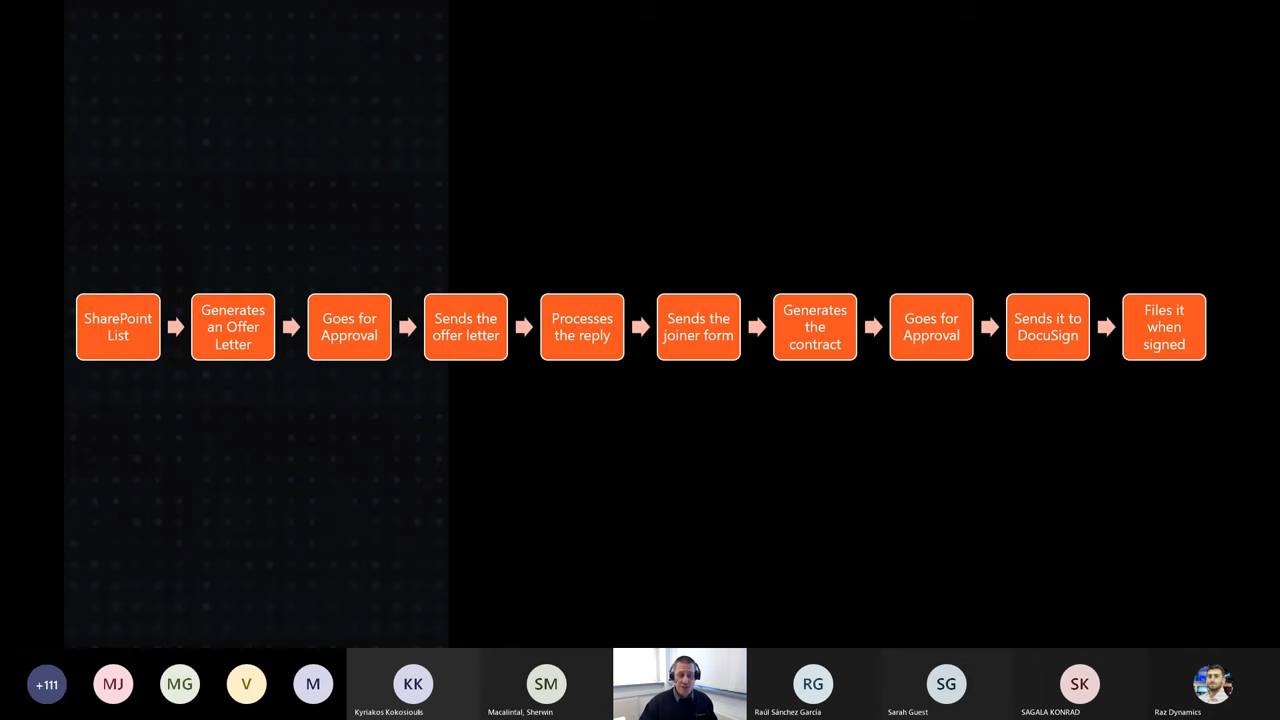 SharePoint
List
Generates
an Offer
Letter
Goes for
Approval
Sends the
offer letter
Processes
the reply
Sends the
joiner form
Generates
the
contract
Goes for
Approval
Sends it to
DocuSign
Files it
when
signed
+111
MJ
MG
V
M
KK
Kyriakos Kokosioulis
SM
Macalintal, Sherwin
RG
Raúl Sánchez García
SG
Sarah Guest
SK
SAGALA KONRAD
Raz Dynamics